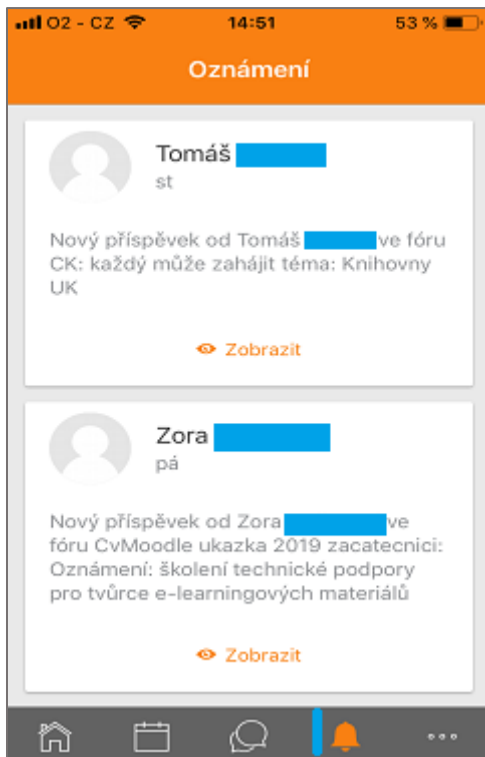 O2 - CZ 14:51 53 %
Oznámení
Tomáš
st
Nový příspěvek od Tomáš ve fóru
CK: každý může zahájit téma: Knihovny
UK
Zobrazit
Zora
pá
Nový příspěvek od Zora ve
fóru CvMoodle ukazka 2019 zacatecnici:
Oznámení: školení technické podpory
pro tvůrce e-learningových materiálů
Zobrazit